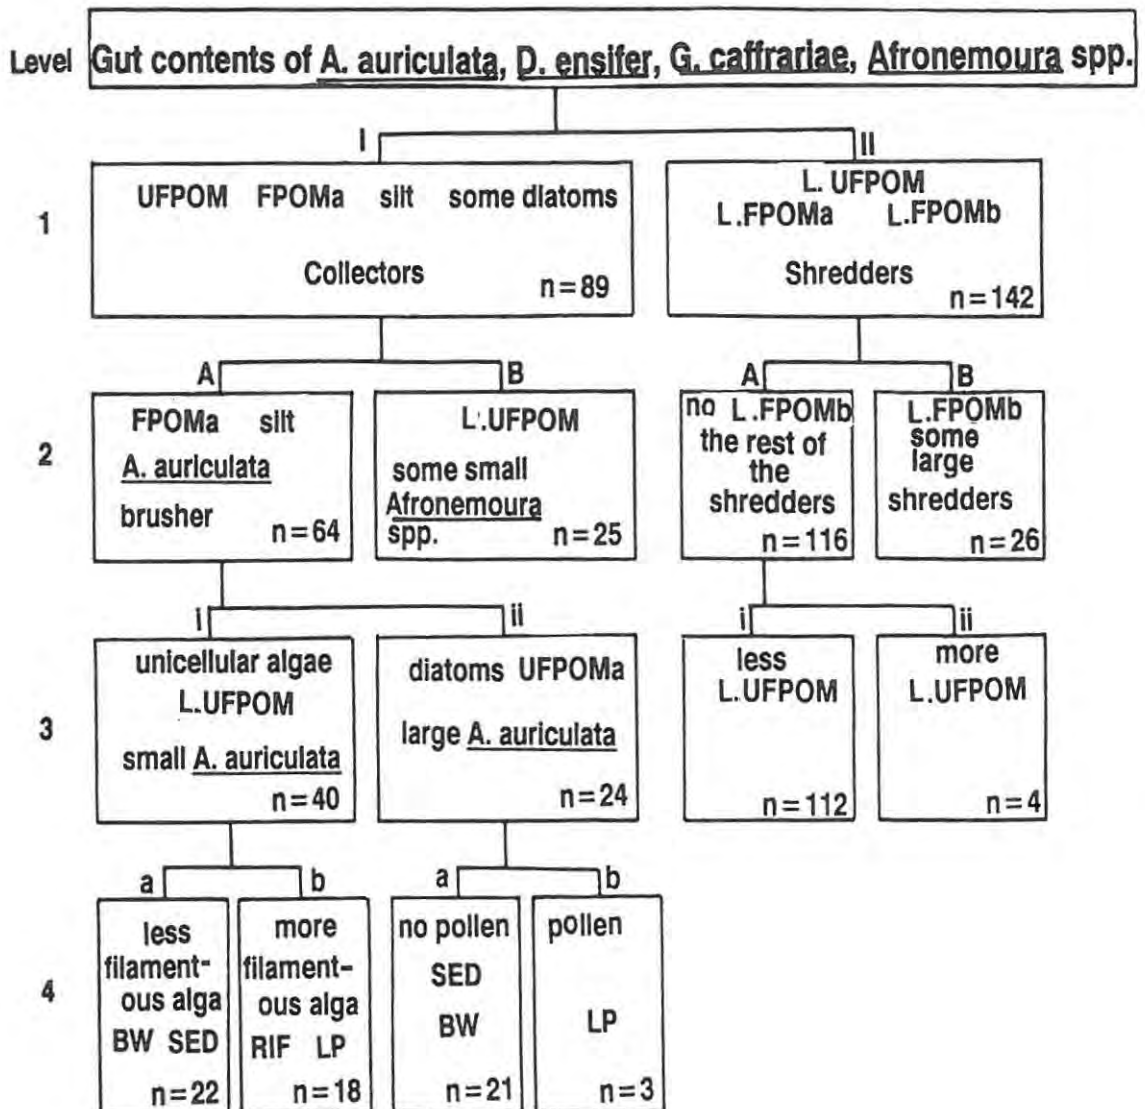 Level
Gut contents of A. auriculata, D. ensifer, G. caffrariae, Afronemoura spp.
I
II
1
UFPOM FPOMa silt some diatoms
Collectors
n=89
L. UFPOM
L.FPOMa L.FPOMb
Shredders
n=142
A
B
A
B
2
FPOMa silt
A. auriculata
brusher
n=64
L.UFPOM
some small
Afronemoura
spp.
n=25
no L.FPOMb
the rest of
the
shredders
n=116
L.FPOMb
some
large
shredders
n=26
i
ii
i
ii
3
unicellular algae
L.UFPOM
small A. auriculata
n=40
diatoms UFPOMa
large A. auriculata
n=24
less
L.UFPOM
n=112
more
L.UFPOM
n=4
a
b
a
b
4
less
filament-
ous alga
BW SED
n=22
more
filament-
ous alga
RIF LP
n=18
no pollen
SED
BW
n=21
pollen
LP
n=3